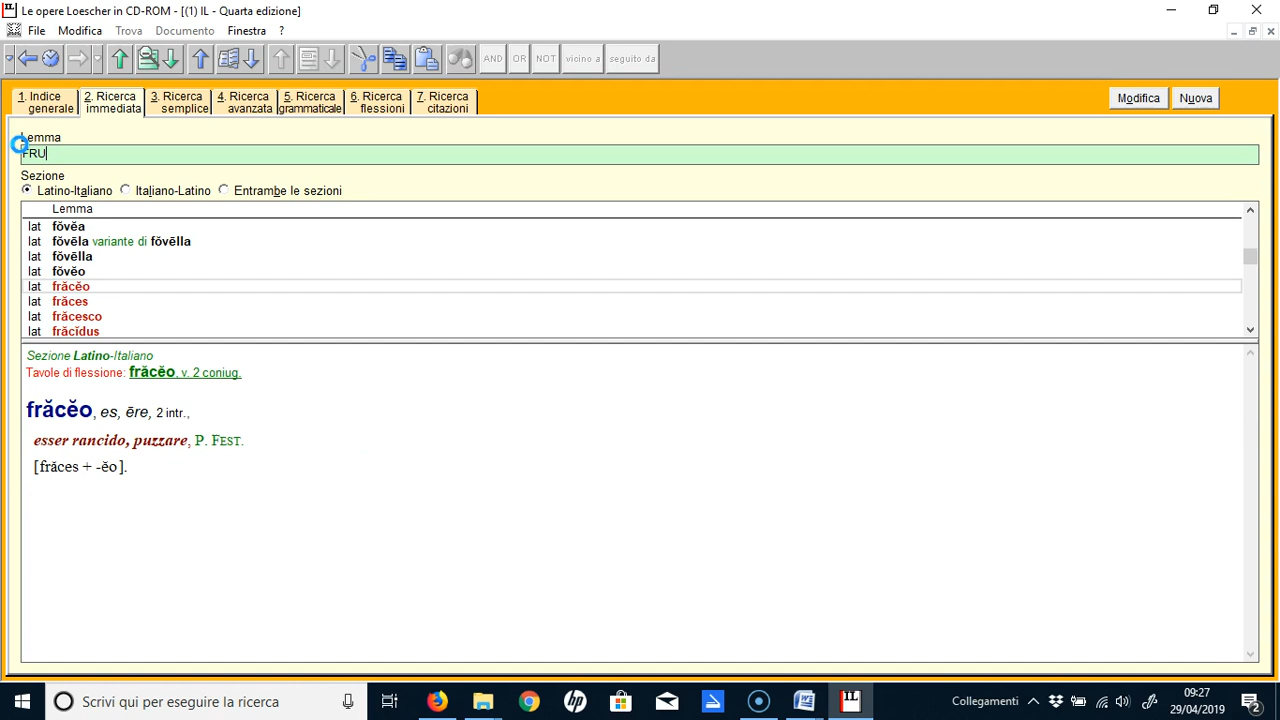 Le opere Loescher in CD-ROM - [(1) IL - Quarta edizione]
File Modifica Trova Documento Finestra ?
AND OR NOT vicino a seguito da
1. Indice generale 2. Ricerca immediata 3. Ricerca semplice 4. Ricerca avanzata 5. Ricerca grammaticale 6. Ricerca flessioni 7. Ricerca citazioni Modifica Nuova
Lemma
FRU
Sezione
Latino-Italiano Italiano-Latino Entrambe le sezioni
Lemma
lat fŏvĕa
lat fŏvēla variante di fŏvēlla
lat fŏvēlla
lat fŏvĕo
lat frăcĕo
lat frăces
lat frăcesco
lat frăcĭdus
Sezione Latino-Italiano
Tavole di flessione: frăcĕo, v. 2 coniug.
frăcĕo, es, ēre, 2 intr.,
esser rancido, puzzare, P. FEST.
[frăces + -ĕo].
Scrivi qui per eseguire la ricerca
Collegamenti
09:27
29/04/2019
2